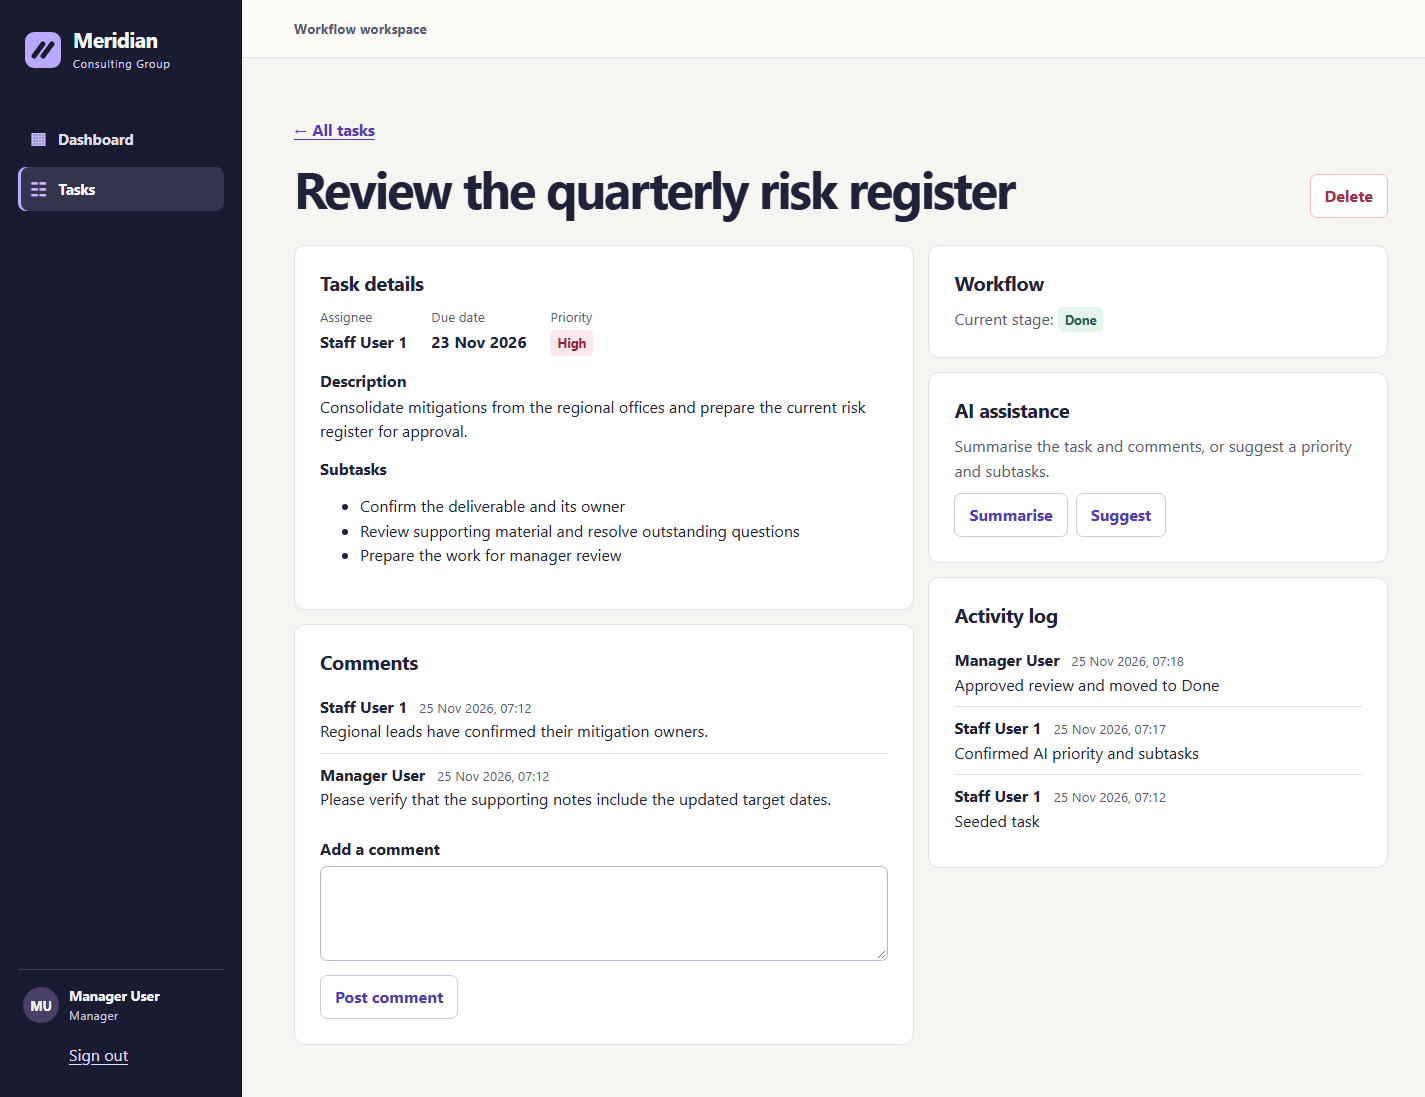 Meridian
Consulting Group
Dashboard
Tasks
MU
Manager User
Manager
Sign out
Workflow workspace
← All tasks
Review the quarterly risk register
Delete
Task details
Assignee
Due date
Priority
Staff User 1
23 Nov 2026
High
Description
Consolidate mitigations from the regional offices and prepare the current risk
register for approval.
Subtasks
• Confirm the deliverable and its owner
• Review supporting material and resolve outstanding questions
• Prepare the work for manager review
Comments
Staff User 1 25 Nov 2026, 07:12
Regional leads have confirmed their mitigation owners.
Manager User 25 Nov 2026, 07:12
Please verify that the supporting notes include the updated target dates.
Add a comment
Post comment
Workflow
Current stage: Done
AI assistance
Summarise the task and comments, or suggest a priority
and subtasks.
Summarise
Suggest
Activity log
Manager User 25 Nov 2026, 07:18
Approved review and moved to Done
Staff User 1 25 Nov 2026, 07:17
Confirmed AI priority and subtasks
Staff User 1 25 Nov 2026, 07:12
Seeded task